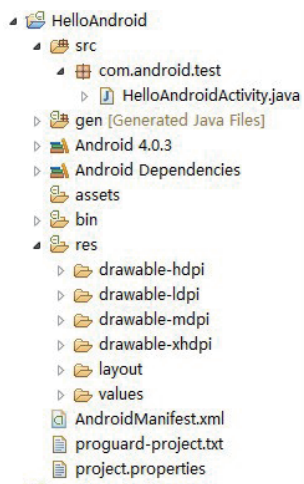 HelloAndroid
src
com.android.test
HelloAndroidActivity.java
gen [Generated Java Files]
Android 4.0.3
Android Dependencies
assets
bin
res
drawable-hdpi
drawable-ldpi
drawable-mdpi
drawable-xhdpi
layout
values
AndroidManifest.xml
proguard-project.txt
project.properties